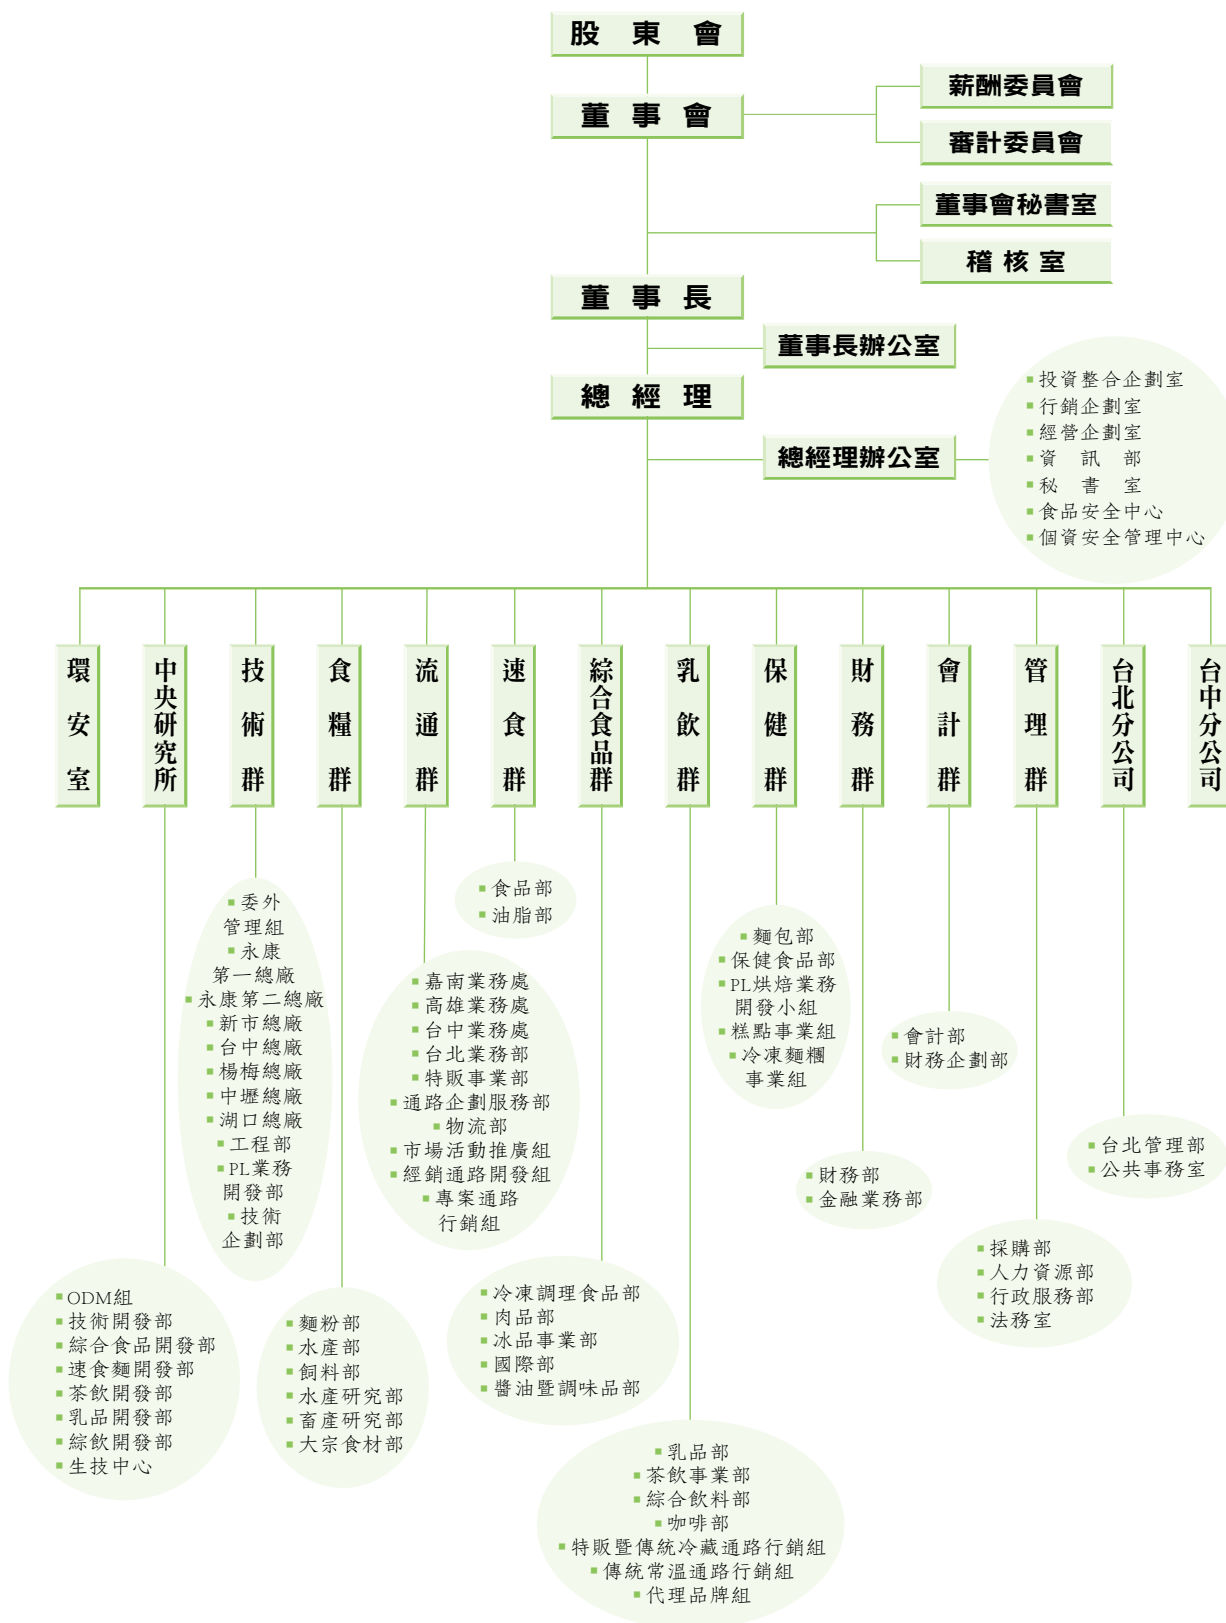 股東會
董事會
薪酬委員會
審計委員會
董事會秘書室
稽核室
董事長
董事長辦公室
總經理
總經理辦公室
投資整合企劃室
行銷企劃室
經營企劃室
資訊部
秘書室
食品安全中心
個資安全管理中心
環安室
中央研究所
技術群
食糧群
流通群
速食群
綜合食品群
乳飲群
保健群
財務群
會計群
管理群
台北分公司
台中分公司
ODM組
技術開發部
綜合食品開發部
速食麵開發部
茶飲開發部
乳品開發部
綜飲開發部
生技中心
委外
管理組
永康
第一總廠
永康第二總廠
新市總廠
台中總廠
楊梅總廠
中壢總廠
湖口總廠
工程部
PL業務
開發部
技術
企劃部
麵粉部
水產部
飼料部
水產研究部
畜產研究部
大宗食材部
嘉南業務處
高雄業務處
台中業務處
台北業務部
特販事業部
通路企劃服務部
物流部
市場活動推廣組
經銷通路開發組
專案通路
行銷組
食品部
油脂部
冷凍調理食品部
肉品部
冰品事業部
國際部
醬油暨調味品部
乳品部
茶飲事業部
綜合飲料部
咖啡部
特販暨傳統冷藏通路行銷組
傳統常溫通路行銷組
代理品牌組
麵包部
保健食品部
PL烘焙業務
開發小組
糕點事業組
冷凍麵糰
事業組
財務部
金融業務部
會計部
財務企劃部
採購部
人力資源部
行政服務部
法務室
台北管理部
公共事務室